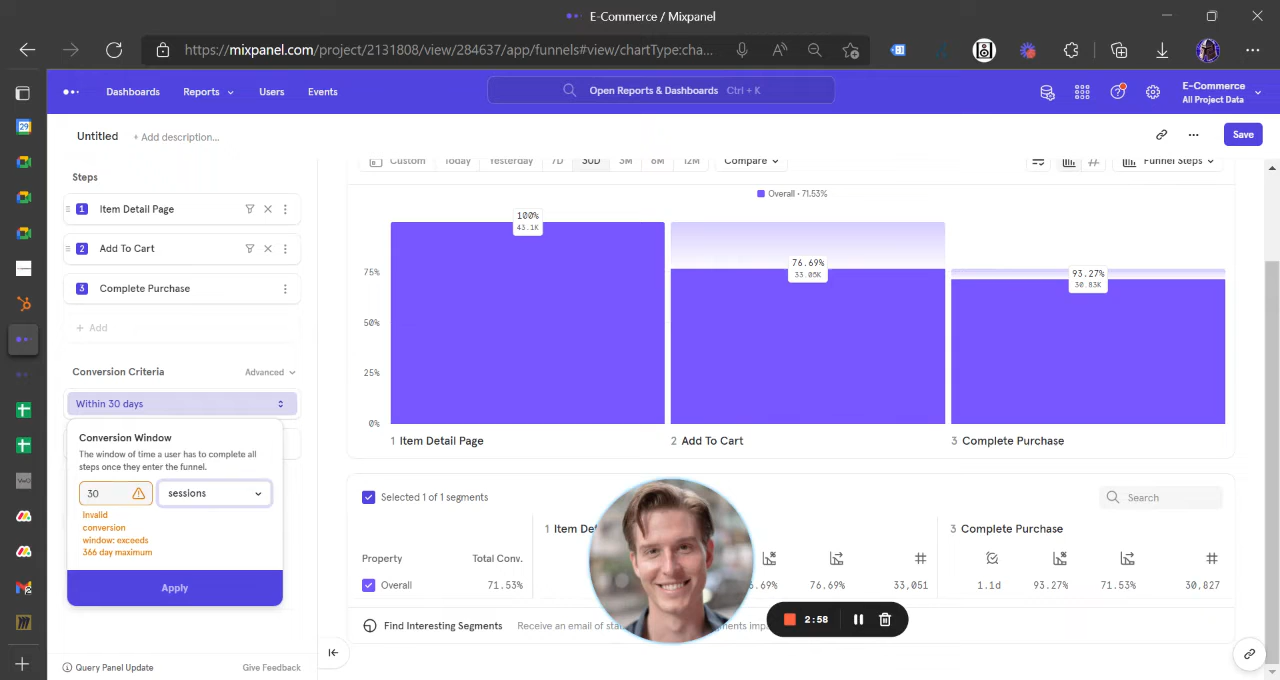 E-Commerce / Mixpanel
https://mixpanel.com/project/2131808/view/284637/app/funnels#view/chartType:cha...
Dashboards
Reports
Users
Events
Open Reports & Dashboards Ctrl + K
E-Commerce
All Project Data
Untitled
+ Add description...
Save
Custom
Today
Yesterday
7D
30D
3M
6M
12M
Compare
Funnel Steps
Steps
1 Item Detail Page
2 Add To Cart
3 Complete Purchase
+ Add
Conversion Criteria
Advanced
Within 30 days
Conversion Window
The window of time a user has to complete all
steps once they enter the funnel.
30
sessions
Invalid
conversion
window: exceeds
366 day maximum
Apply
Query Panel Update
Give Feedback
Overall • 71.53%
100%
43.1K
76.69%
33.05K
93.27%
30.83K
75%
50%
25%
0%
1 Item Detail Page
2 Add To Cart
3 Complete Purchase
Selected 1 of 1 segments
Search
1 Item De
3 Complete Purchase
Property
Total Conv.
Overall
71.53%
76.69%
33,051
1.1d
93.27%
71.53%
30,827
Find Interesting Segments
2:58